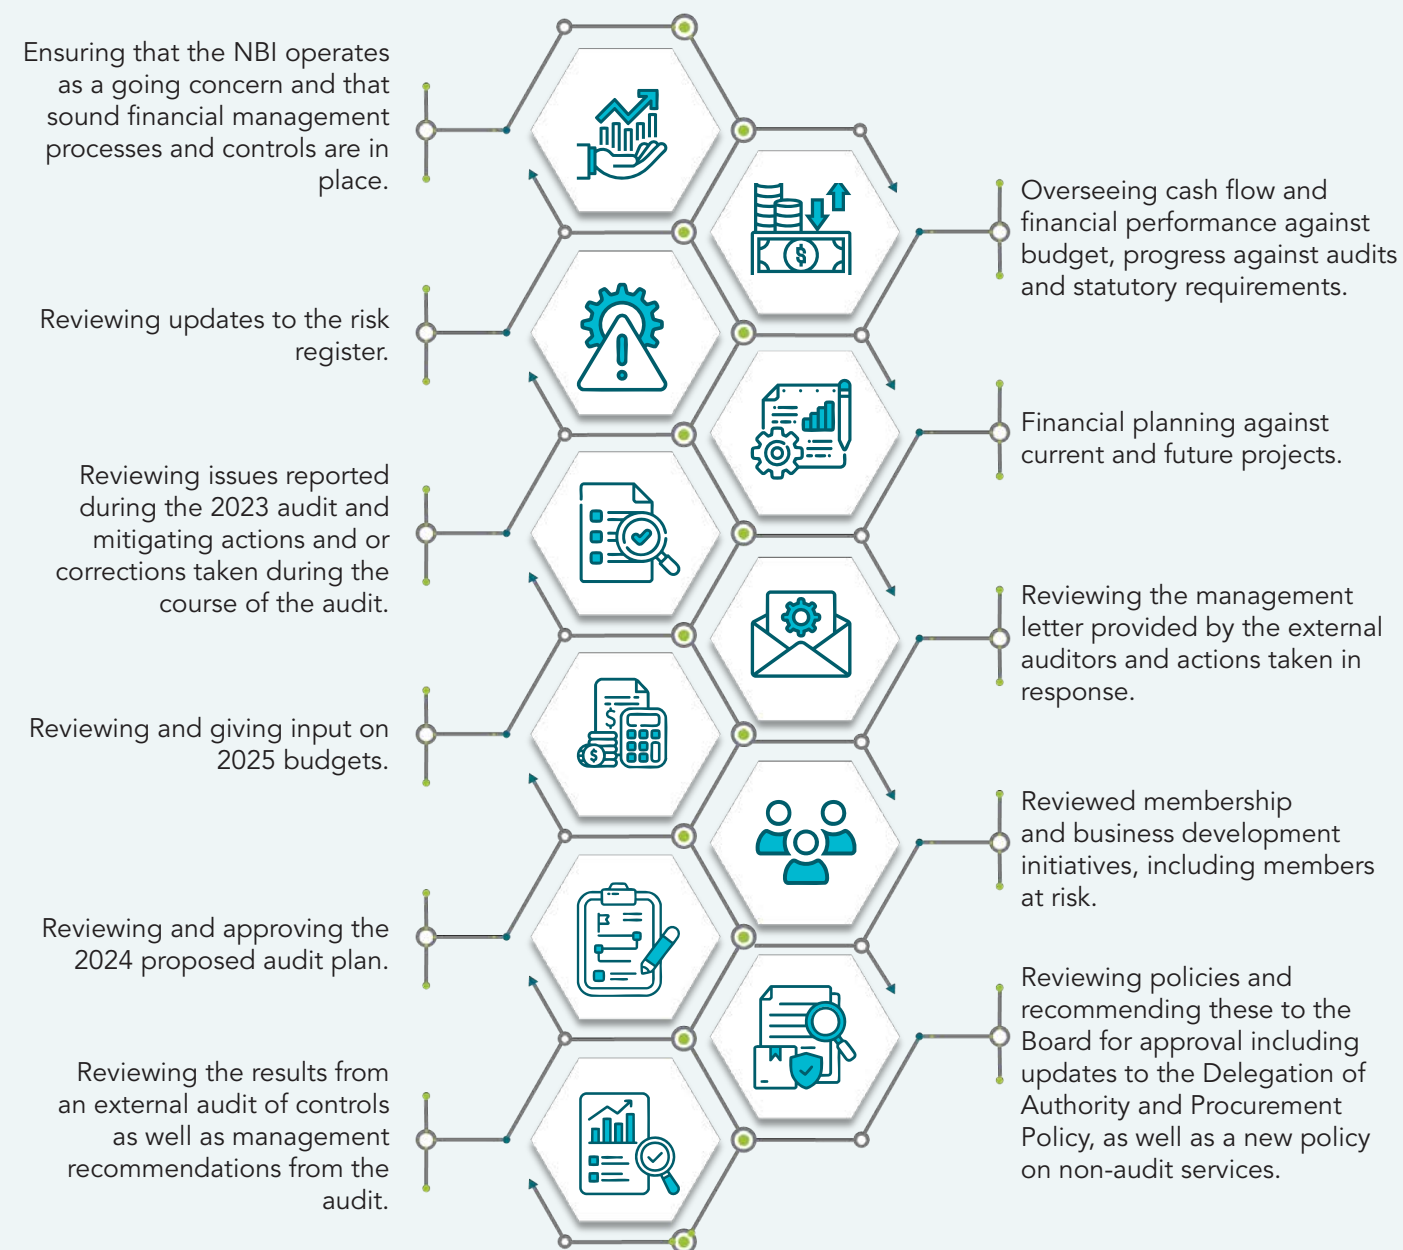 Ensuring that the NBI operates
as a going concern and that
sound financial management
processes and controls are in
place.
Overseeing cash flow and
financial performance against
budget, progress against audits
and statutory requirements.
Reviewing updates to the risk
register.
Financial planning against
current and future projects.
Reviewing issues reported
during the 2023 audit and
mitigating actions and or
corrections taken during the
course of the audit.
Reviewing the management
letter provided by the external
auditors and actions taken in
response.
Reviewing and giving input on
2025 budgets.
Reviewed membership
and business development
initiatives, including members
at risk.
Reviewing and approving the
2024 proposed audit plan.
Reviewing policies and
recommending these to the
Board for approval including
updates to the Delegation of
Authority and Procurement
Policy, as well as a new policy
on non-audit services.
Reviewing the results from
an external audit of controls
as well as management
recommendations from the
audit.